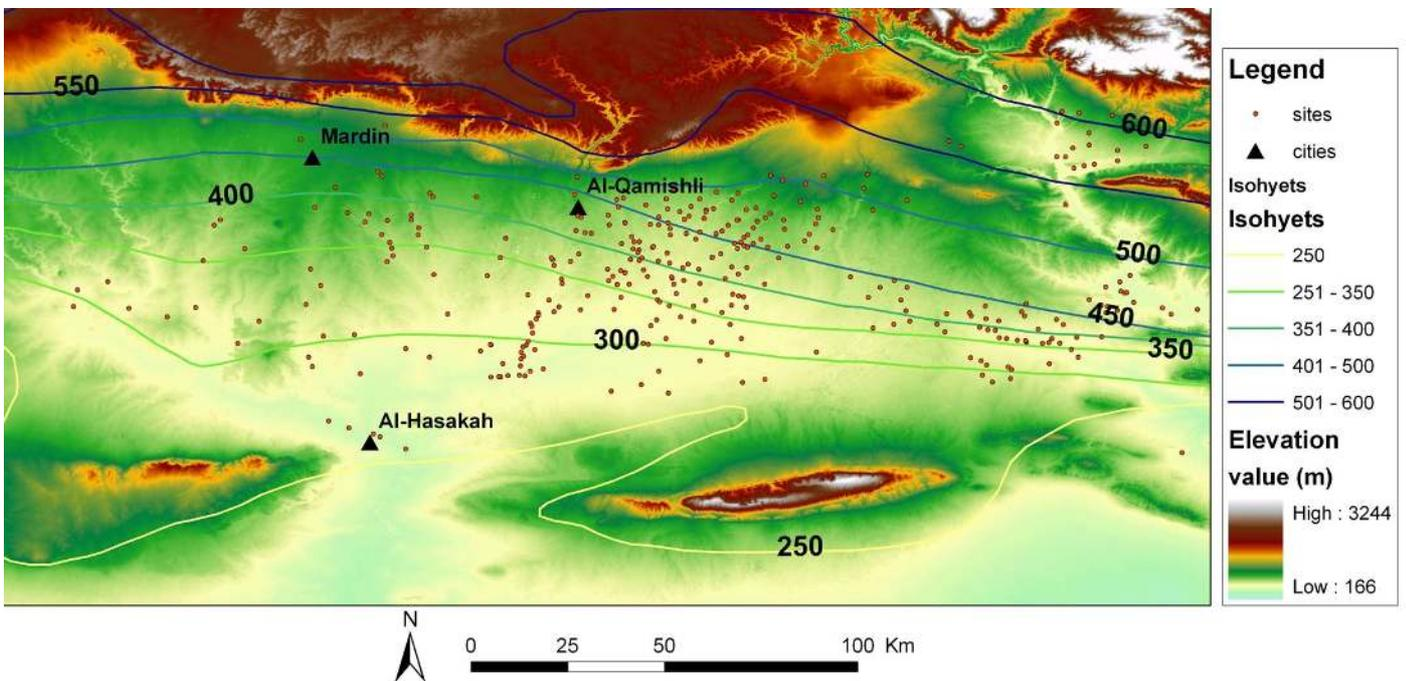 550
600
Mardin
400
Al-Qamishli
500
450
300
350
Al-Hasakah
250
Legend
sites
cities
Isohyets
Isohyets
250
251 - 350
351 - 400
401 - 500
501 - 600
Elevation
value (m)
High : 3244
Low : 166
N
0 25 50 100 Km